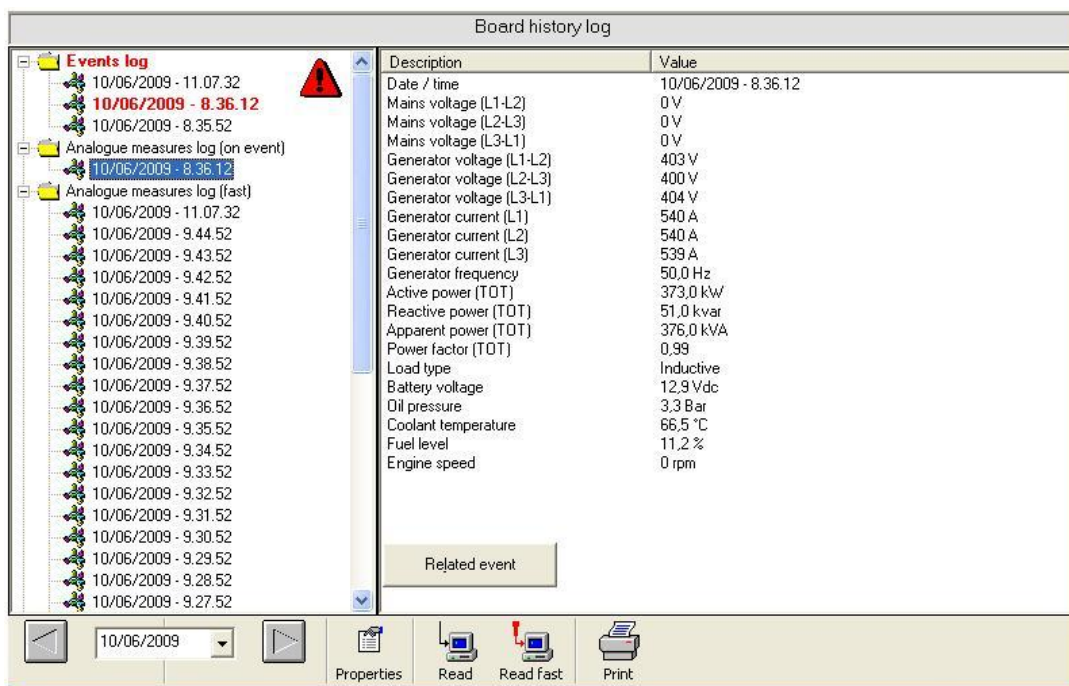 Board history log
Events log
10/06/2009 - 11.07.32
10/06/2009 - 8.36.12
10/06/2009 - 8.35.52
Analogue measures log (on event)
10/06/2009 - 8.36.12
Analogue measures log (fast)
10/06/2009 - 11.07.32
10/06/2009 - 9.44.52
10/06/2009 - 9.43.52
10/06/2009 - 9.42.52
10/06/2009 - 9.41.52
10/06/2009 - 9.40.52
10/06/2009 - 9.39.52
10/06/2009 - 9.38.52
10/06/2009 - 9.37.52
10/06/2009 - 9.36.52
10/06/2009 - 9.35.52
10/06/2009 - 9.34.52
10/06/2009 - 9.33.52
10/06/2009 - 9.32.52
10/06/2009 - 9.31.52
10/06/2009 - 9.30.52
10/06/2009 - 9.29.52
10/06/2009 - 9.28.52
10/06/2009 - 9.27.52
Description Value
Date / time 10/06/2009 - 8.36.12
Mains voltage (L1-L2) 0 V
Mains voltage (L2-L3) 0 V
Mains voltage (L3-L1) 0 V
Generator voltage (L1-L2) 403 V
Generator voltage (L2-L3) 400 V
Generator voltage (L3-L1) 404 V
Generator current (L1) 540 A
Generator current (L2) 540 A
Generator current (L3) 539 A
Generator frequency 50,0 Hz
Active power (TOT) 373,0 kW
Reactive power (TOT) 51,0 kvar
Apparent power (TOT) 376,0 kVA
Power factor (TOT) 0,99
Load type Inductive
Battery voltage 12,9 Vdc
Oil pressure 3,3 Bar
Coolant temperature 66,5 °C
Fuel level 11,2 %
Engine speed 0 rpm
Related event
10/06/2009
Properties
Read
Read fast
Print